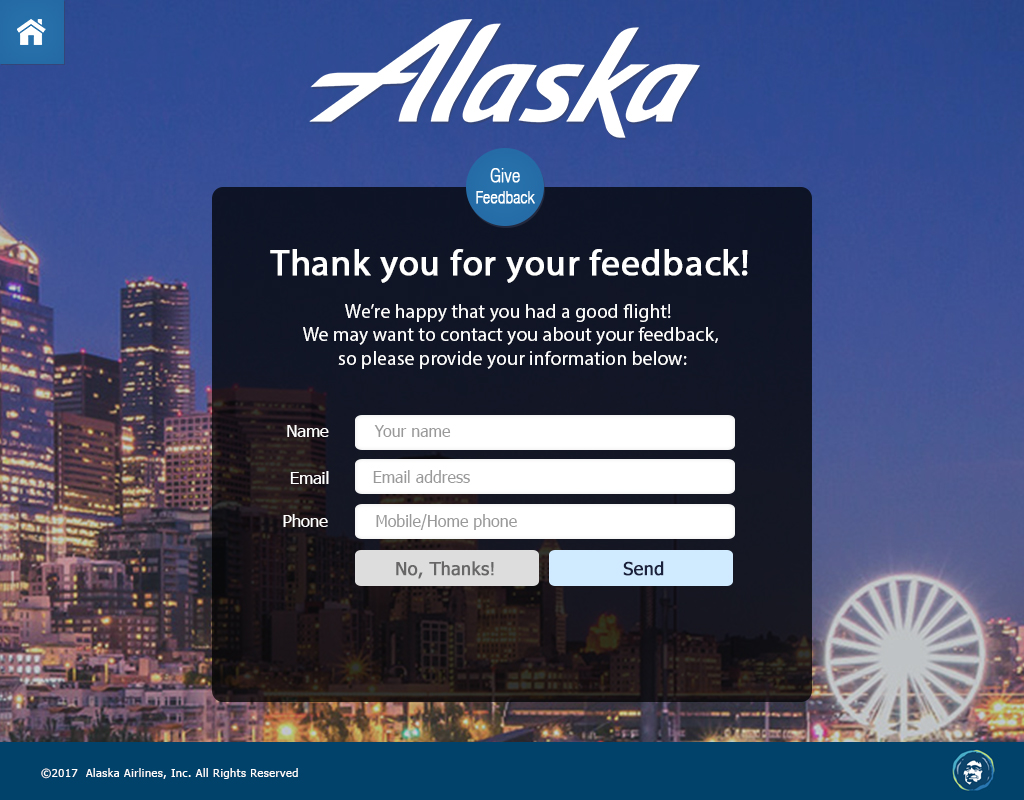 Alaska
Give
Feedback
Thank you for your feedback!
We’re happy that you had a good flight!
We may want to contact you about your feedback,
so please provide your information below:
Name Your name
Email Email address
Phone Mobile/Home phone
No, Thanks! Send
©2017 Alaska Airlines, Inc. All Rights Reserved